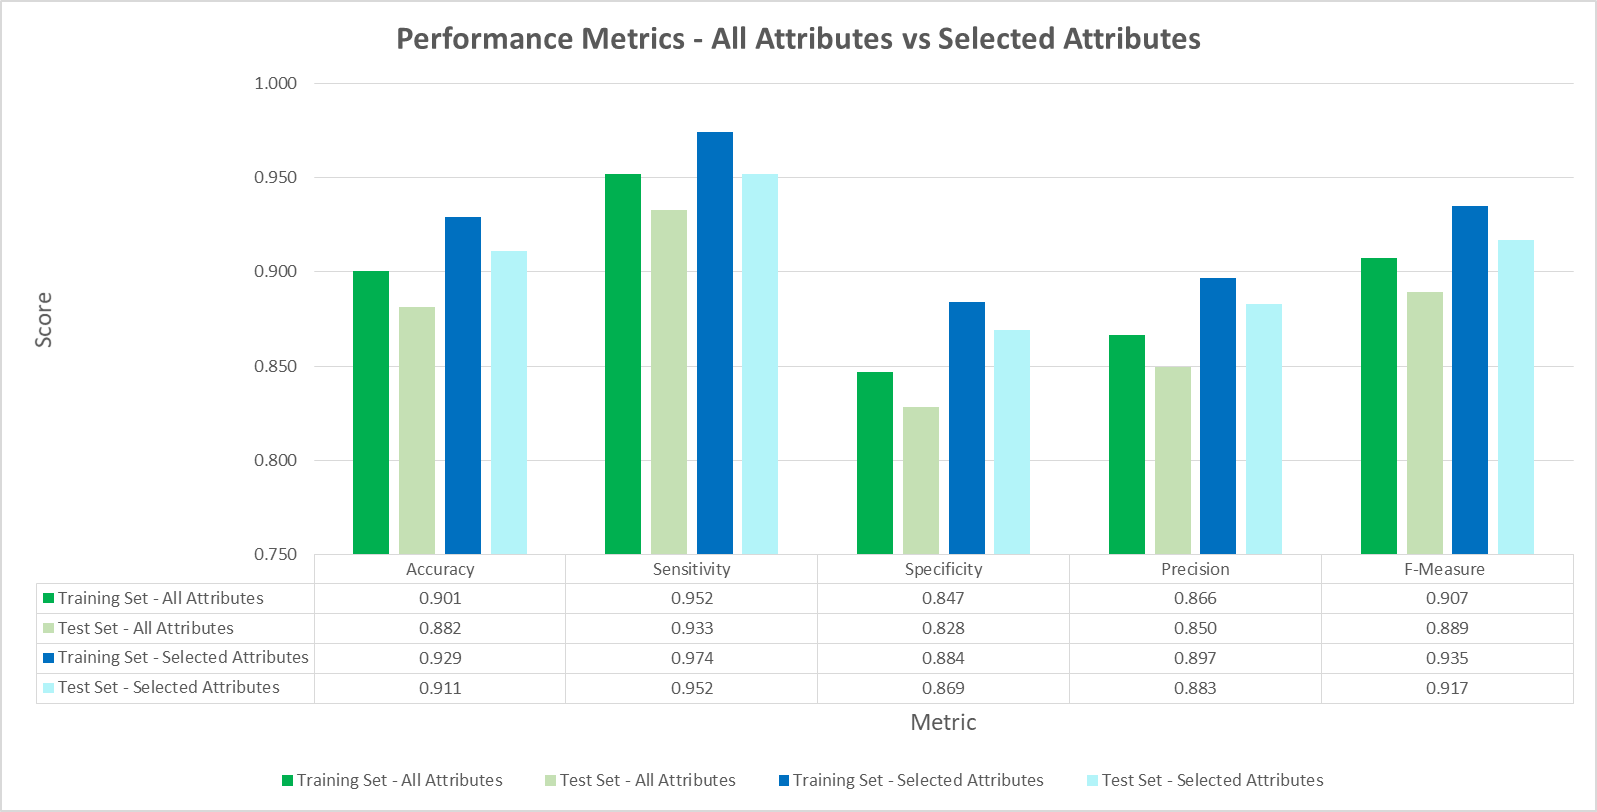 Performance Metrics - All Attributes vs Selected Attributes
1.000
0.950
0.900
0.850
0.800
0.750
Score
Accuracy Sensitivity Specificity Precision F-Measure
Training Set - All Attributes 0.901 0.952 0.847 0.866 0.907
Test Set - All Attributes 0.882 0.933 0.828 0.850 0.889
Training Set - Selected Attributes 0.929 0.974 0.884 0.897 0.935
Test Set - Selected Attributes 0.911 0.952 0.869 0.883 0.917
Metric
Training Set - All Attributes Test Set - All Attributes Training Set - Selected Attributes Test Set - Selected Attributes